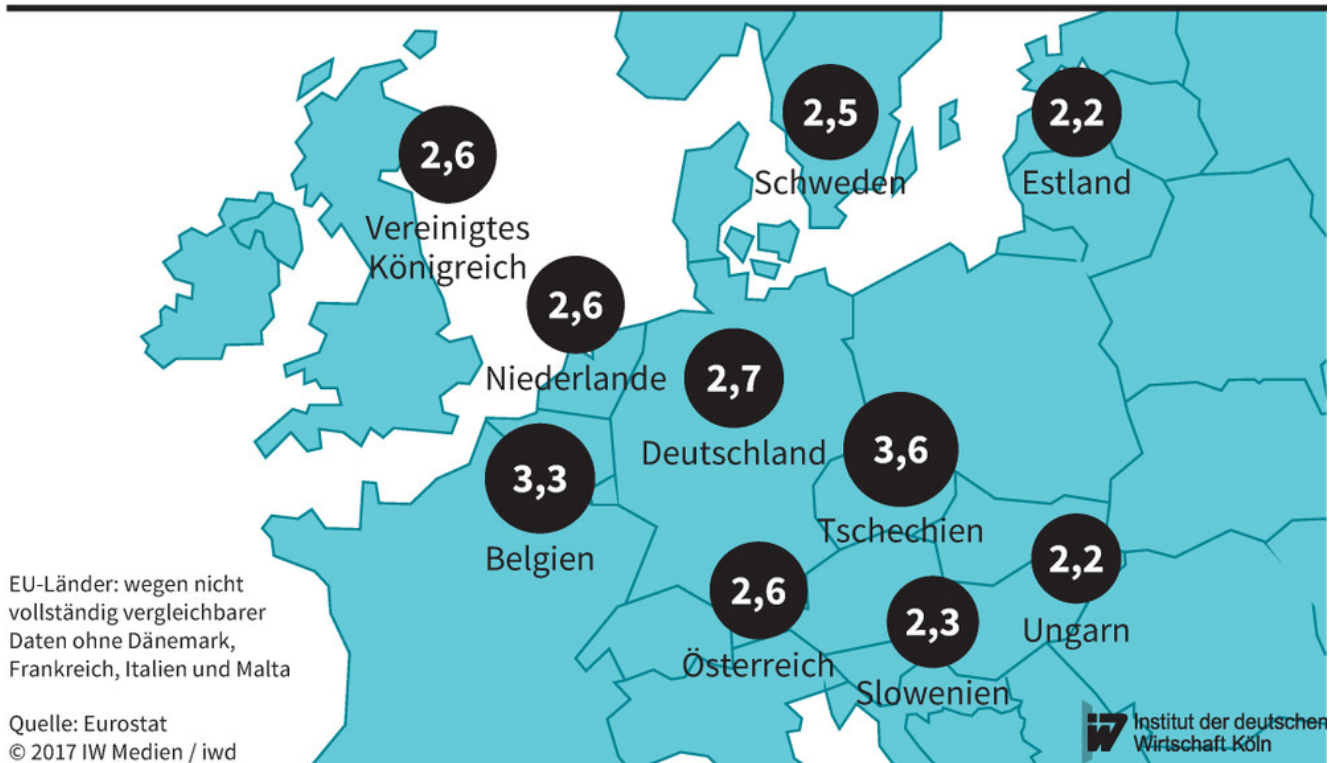 2,5
Schweden
2,2
Estland
2,6
Vereinigtes
Königreich
2,6
Niederlande
2,7
Deutschland
3,6
Tschechien
3,3
Belgien
2,2
Ungarn
2,6
Österreich
2,3
Slowenien
EU-Länder: wegen nicht
vollständig vergleichbarer
Daten ohne Dänemark,
Frankreich, Italien und Malta
Quelle: Eurostat
© 2017 IW Medien / iwd
iw
Institut der deutschen
Wirtschaft Köln